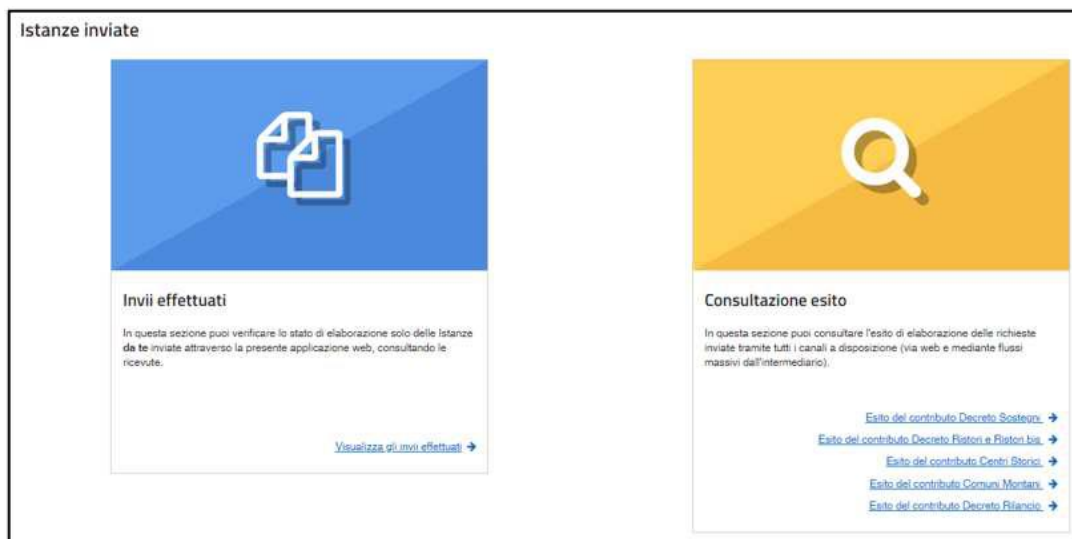 Istanze inviate
Invii effettuati
In questa sezione puoi verificare lo stato di elaborazione solo delle Istanze
da te inviate attraverso la presente applicazione web, consultando le
ricevute.
Visualizza gli invii effettuati →
Consultazione esito
In questa sezione puoi consultare l'esito di elaborazione delle richieste
inviate tramite tutti i canali a disposizione (via web e mediante flussi
massivi dall'intermediario).
Esito del contributo Decreto Sostegni →
Esito del contributo Decreto Ristori e Ristori bis →
Esito del contributo Centri Storici →
Esito del contributo Comuni Montani →
Esito del contributo Decreto Rilancio →